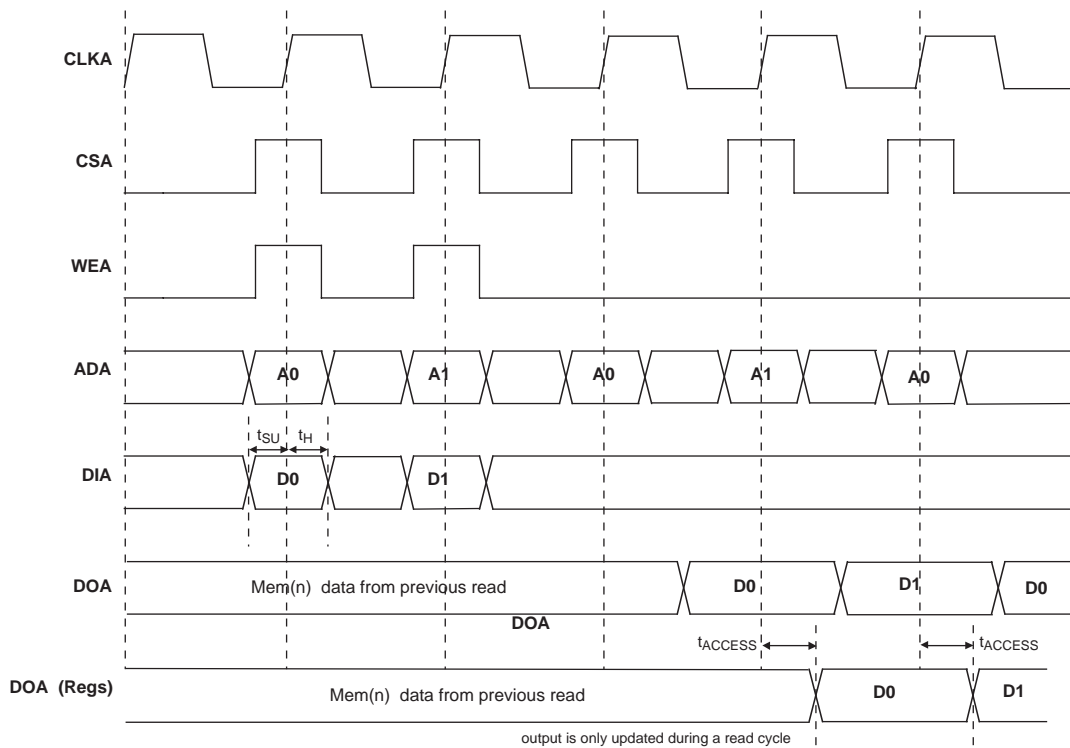 CLKA
CSA
WEA
ADA A0 A1 A0 A1 A0
tSU tH
DIA D0 D1
DOA Mem(n) data from previous read D0 D1 D0
DOA
tACCESS tACCESS
DOA (Regs) Mem(n) data from previous read D0 D1
output is only updated during a read cycle